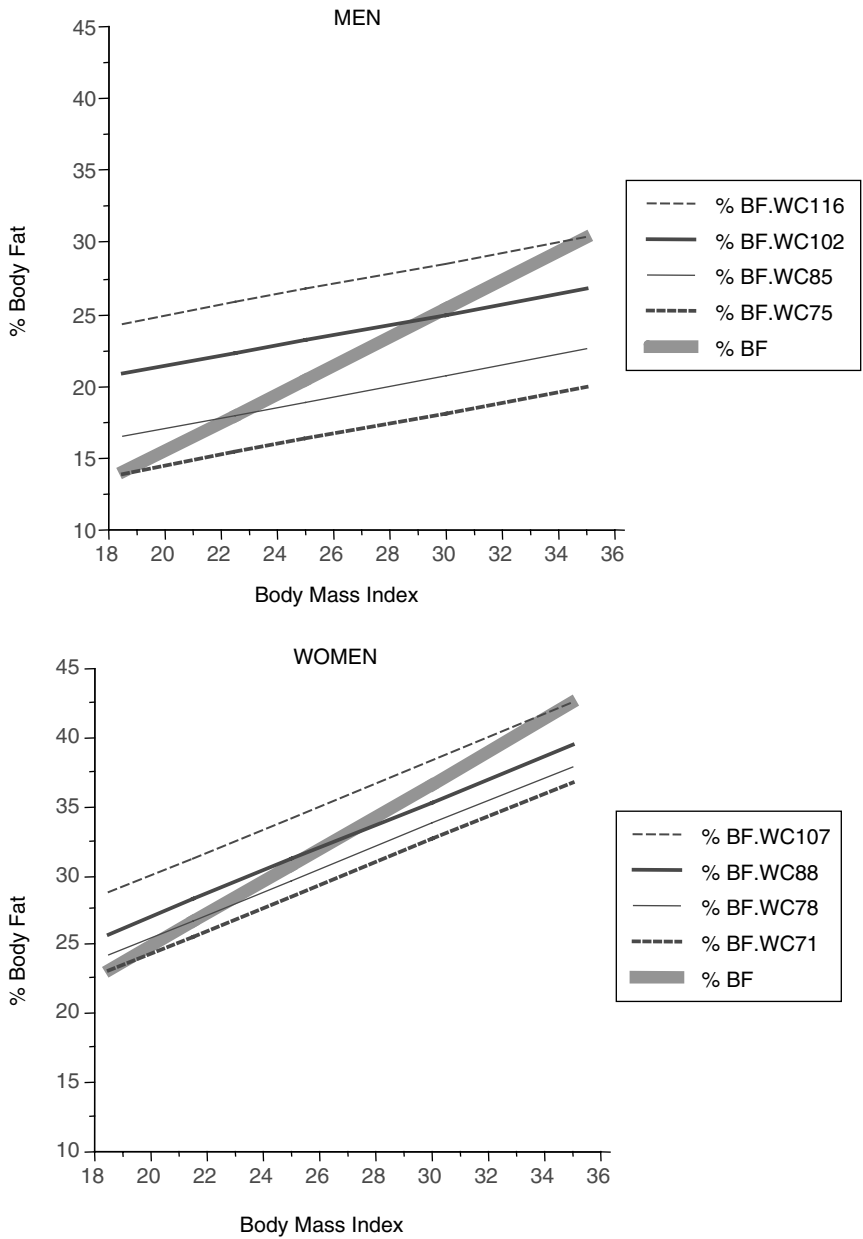 MEN
45
40
35
30
25
20
15
10
% Body Fat
18 20 22 24 26 28 30 32 34 36
Body Mass Index
% BF.WC116
% BF.WC102
% BF.WC85
% BF.WC75
% BF
WOMEN
45
40
35
30
25
20
15
10
% Body Fat
18 20 22 24 26 28 30 32 34 36
Body Mass Index
% BF.WC107
% BF.WC88
% BF.WC78
% BF.WC71
% BF